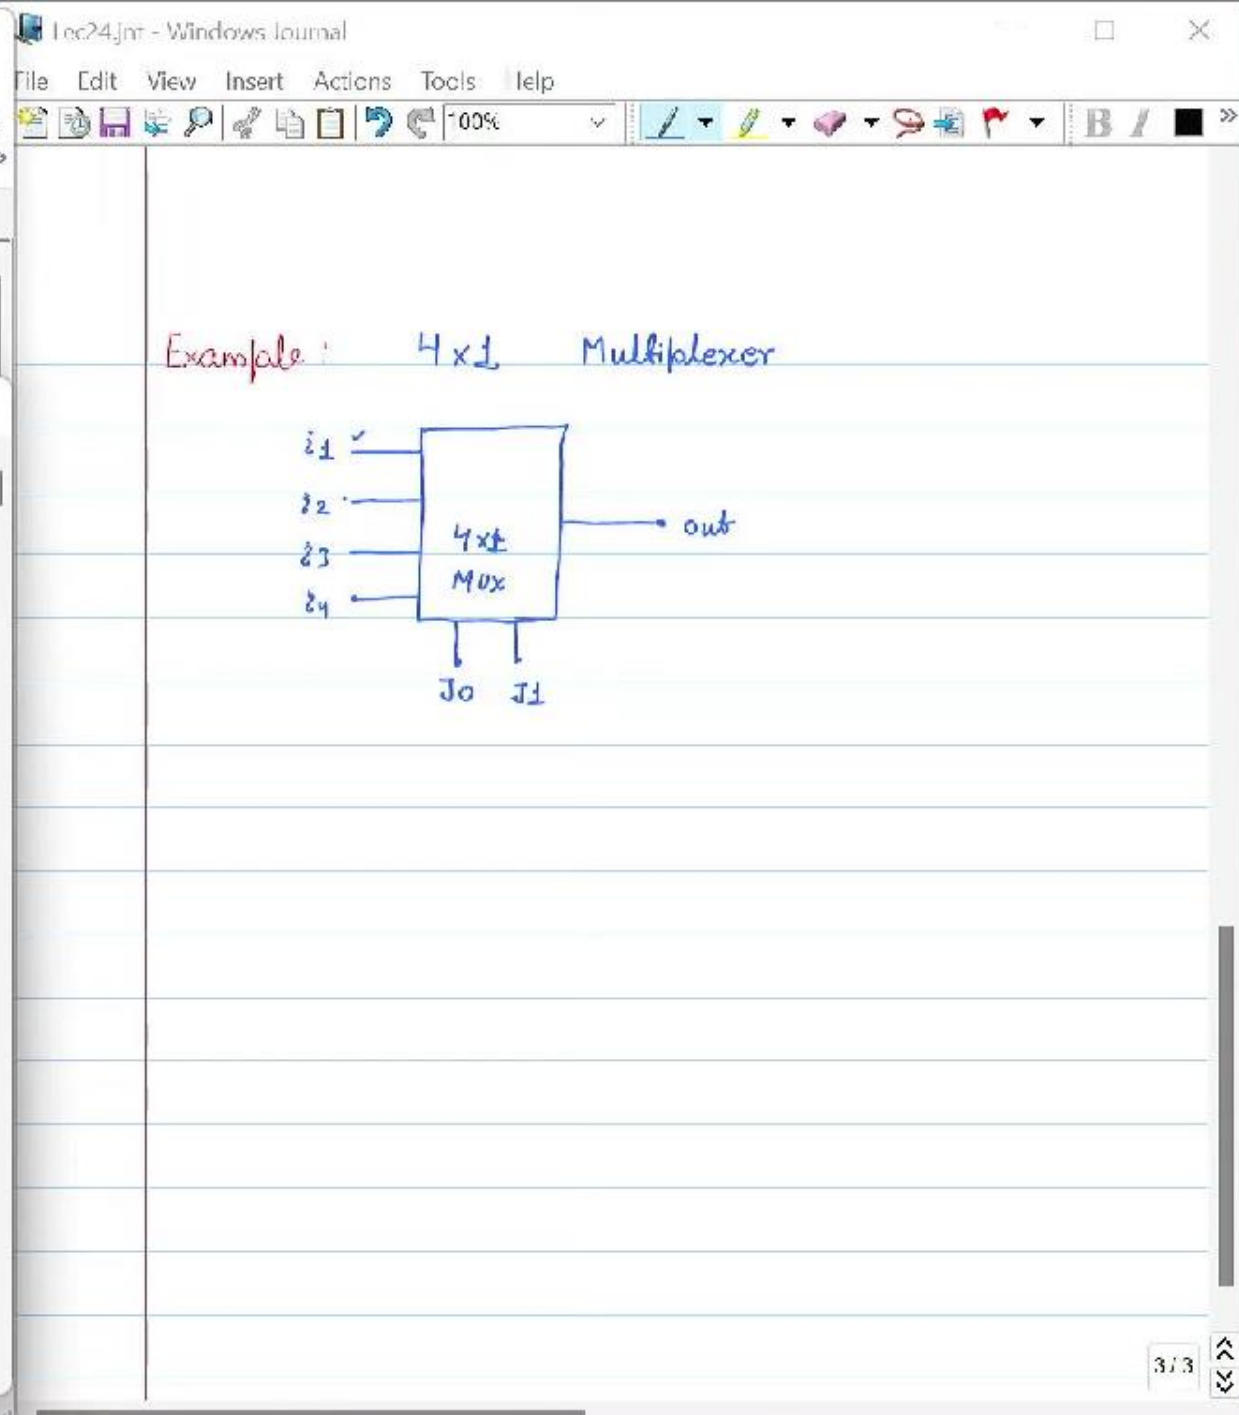 Lec24.jnt - Windows Journal
File Edit View Insert Actions Tools Help
100%
B I
Example : 4x1 Multiplexer
i1
i2
i3
i4
4x1
MUX
out
J0 J1
3 / 3